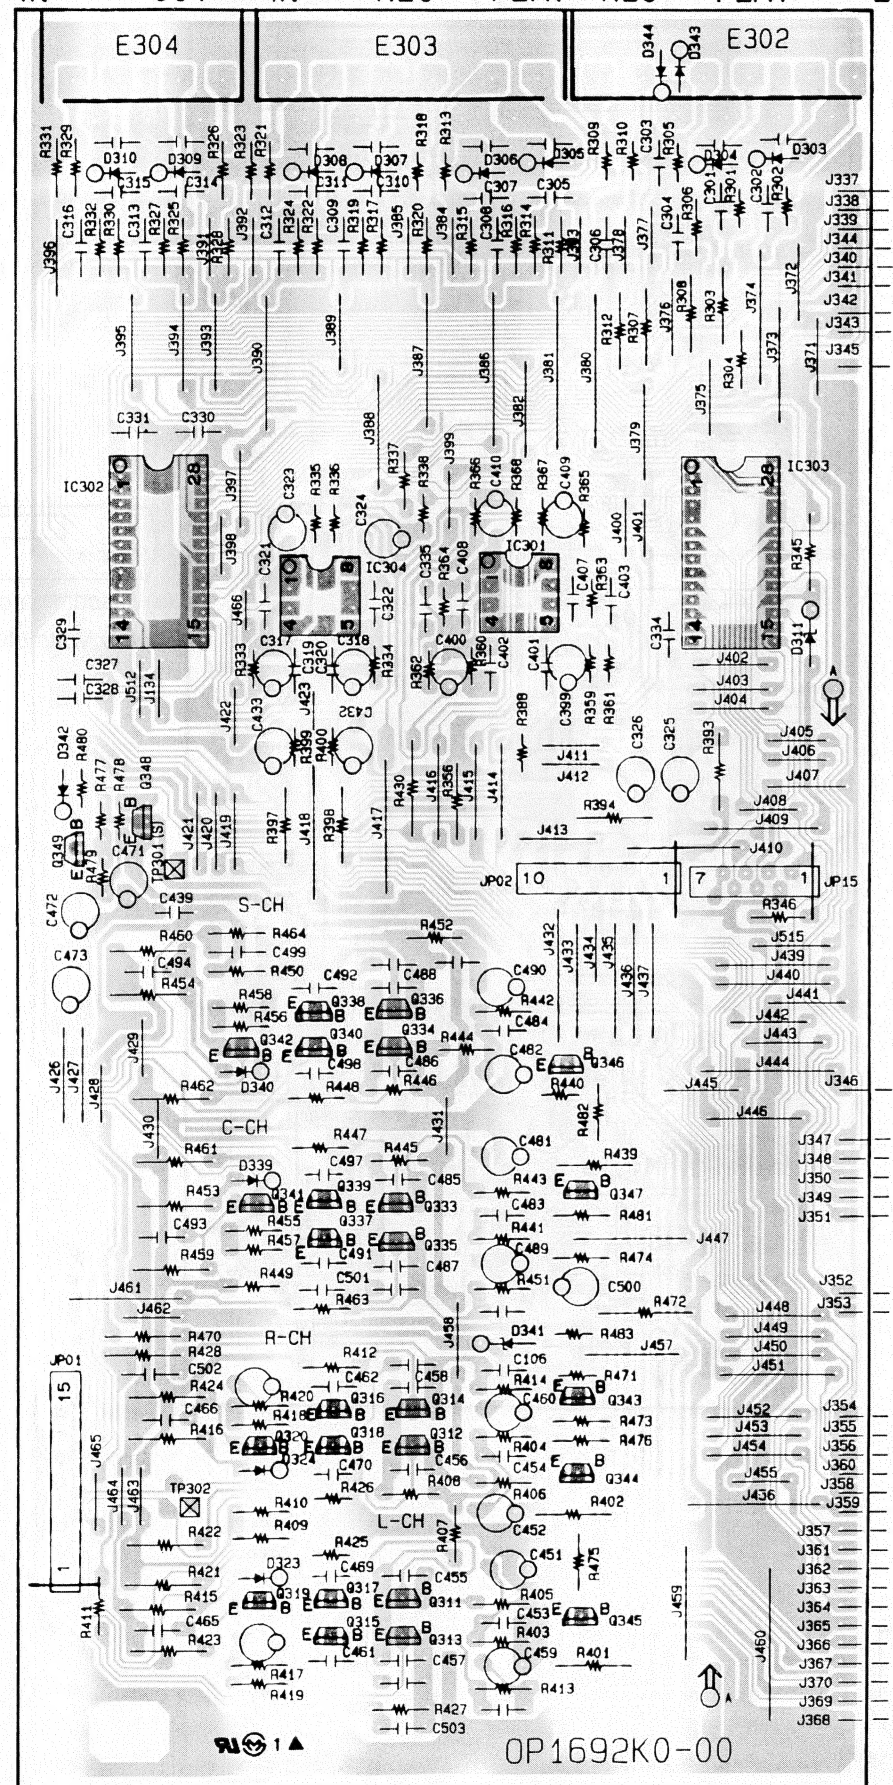 E304 E303 D344 D343 E302
R331 R329 D310 D309 R326 R323 R321 D308 D307 R318 R313 D306 D305 R309 R310 C303 R305 D304 D303
C315 C314 C311 C310 C307 C305 C301 R301 C302 R302 J337
J396 C316 R332 R330 C313 R327 R325 J391 R328 J392 C312 R324 R322 C309 R319 R317 J385 R320 J384 R315 C308 R316 R314 R311 J383 C306 J378 J377 C304 R306 J338
J339
J344
J340
J372 J341
J376 R308 R303 J374 J342
J395 J394 J393 J390 J389 J387 J386 J381 J380 R312 R307 J373 J343
J371 J345
J382 J375 R304
C331 C330 J388 J399 J379
IC302 1 28 J397 C323 R335 R336 C324 R337 R338 R366 C410 R368 R367 C409 R365 1 28 IC303
J398 J400 J401 R345
C321 1 8 IC304 C335 R364 C408 IC301 1 8 C407 R363 C403
J466 4 5 C322 4 5
C329 14 15 C334 14 15 D311
R333 C317 C319 C320 C318 R334 R362 C400 R360 C402 C401 J402
C327
C328 J512 J134 C399 R359 R361 J403 A
J422 C433 J423 C432 R388 J404
D342 R480 R399 R400 C326 C325 R393 J405
R477 R478 Q348 R430 J416 R356 J415 J414 J411 J406
J412 J407
B J421 J420 J419 R397 J418 R398 J417 R394 J408
Q349 B E J413 J409
E R479 C471 TP301 (S) J410
JP02 10 1 7 1 JP15
C472 C439 S-CH R346
R460 R464 R452 J432 J433 J434 J435 J436 J437 J515
C473 C494 C499 J439
R454 R450 C492 C488 C490 J440
R458 E Q338 E Q336 R442 J441
R456 B B C484 J442
J426 J427 J428 J429 E Q342 B E Q340 B E Q334 B R444 C482 J443
D340 C498 C486 E B Q346 J444
R462 R448 R446 R440 J445 J346
J430 C-CH J431 R482 J446
R461 R447 R445 C481 R439 J347
D339 C497 C485 J348
R453 Q341 Q339 B R443 E B J350
E B E Q333 C483 Q347 J349
C493 R455 Q337 B R441 R481 J351
R457 E B Q335 C489 J447
R459 C491 C487 R474
R449 C501 R451 C500 J352
J461 R463 R472 J353
J462 J448
R470 R-CH J458 D341 R483 J449
JP01 R428 R412 J457 J450
15 C502 C462 C458 C106 R471 J451
R424 R420 E Q316 B E Q314 B R414 E B
C466 R418 C460 Q343 J452 J354
R416 E Q320 B E Q318 B E Q312 R473 J453 J355
J465 D324 R404 R476 J454 J356
J464 J463 C470 C456 C454 E B J455 J360
TP302 R426 R408 R406 Q344 J358
R410 L-CH R402 J436 J359
R422 R409 R407 C452 J357
R425 C451 R475 J361
D323 C469 C455 J362
1 R421 Q319 E Q317 B E B R405 J459 J363
R411 R415 E B Q311 C453 E B J364
C465 E Q315 B E B R403 Q345 J460 J365
R423 C461 Q313 J366
C457 C459 R401 J367
R417 R413 J370
R419 A J369
R427 J368
C503
1 OP1692K0-00